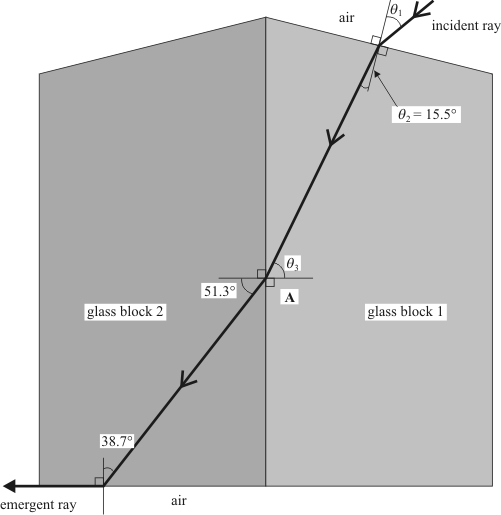 θ₁
air
incident ray
θ₂ = 15.5°
θ₃
51.3°
A
glass block 2
glass block 1
38.7°
emergent ray
air